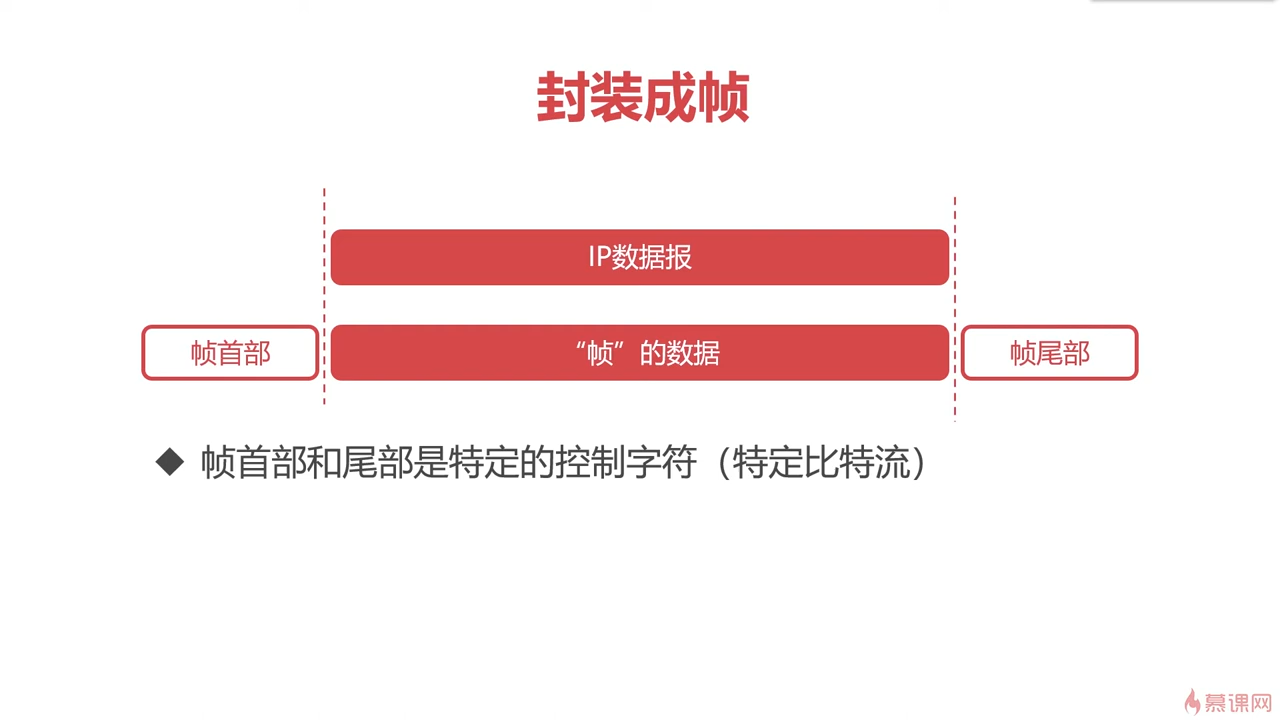 封装成帧
IP数据报
帧首部
“帧”的数据
帧尾部
◆ 帧首部和尾部是特定的控制字符（特定比特流）
慕课网